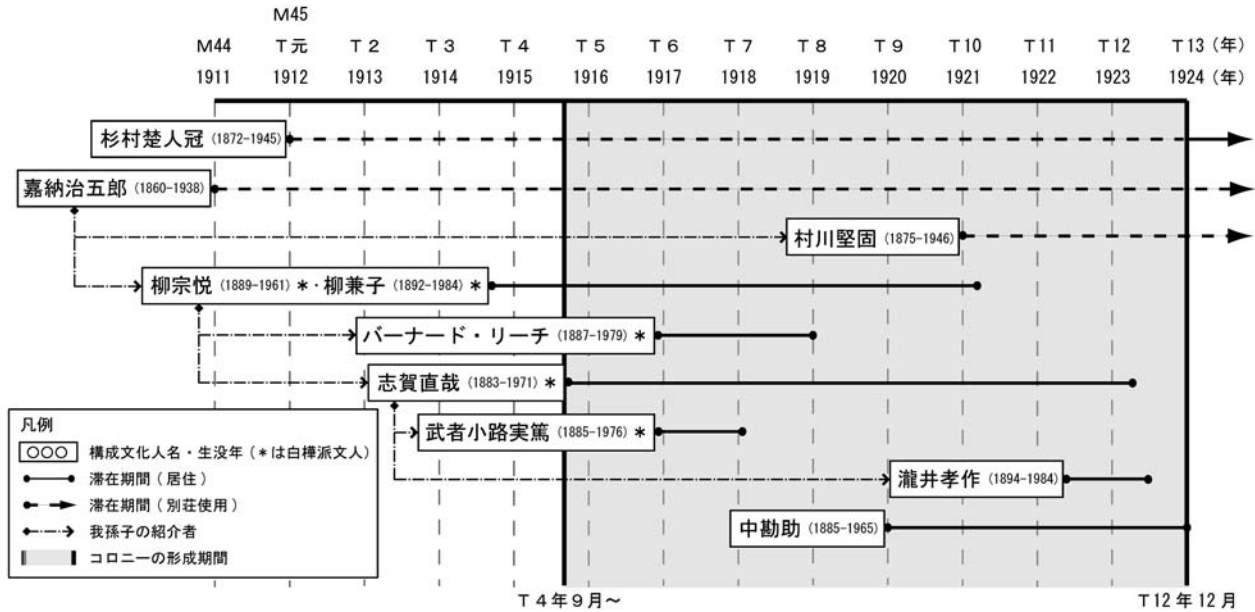 M45
M44 T元 T2 T3 T4 T5 T6 T7 T8 T9 T10 T11 T12 T13(年)
1911 1912 1913 1914 1915 1916 1917 1918 1919 1920 1921 1922 1923 1924(年)
杉村楚人冠(1872-1945)
嘉納治五郎(1860-1938)
村川堅固(1875-1946)
柳宗悦(1889-1961)*・柳兼子(1892-1984)*
バーナード・リーチ(1887-1979)*
志賀直哉(1883-1971)*
武者小路実篤(1885-1976)*
瀧井孝作(1894-1984)
中勘助(1885-1965)
凡例
○○○ 構成文化人名・生没年(*は白樺派文人)
滞在期間(居住)
滞在期間(別荘使用)
我孫子の紹介者
コロニーの形成期間
T4年9月~ T12年12月